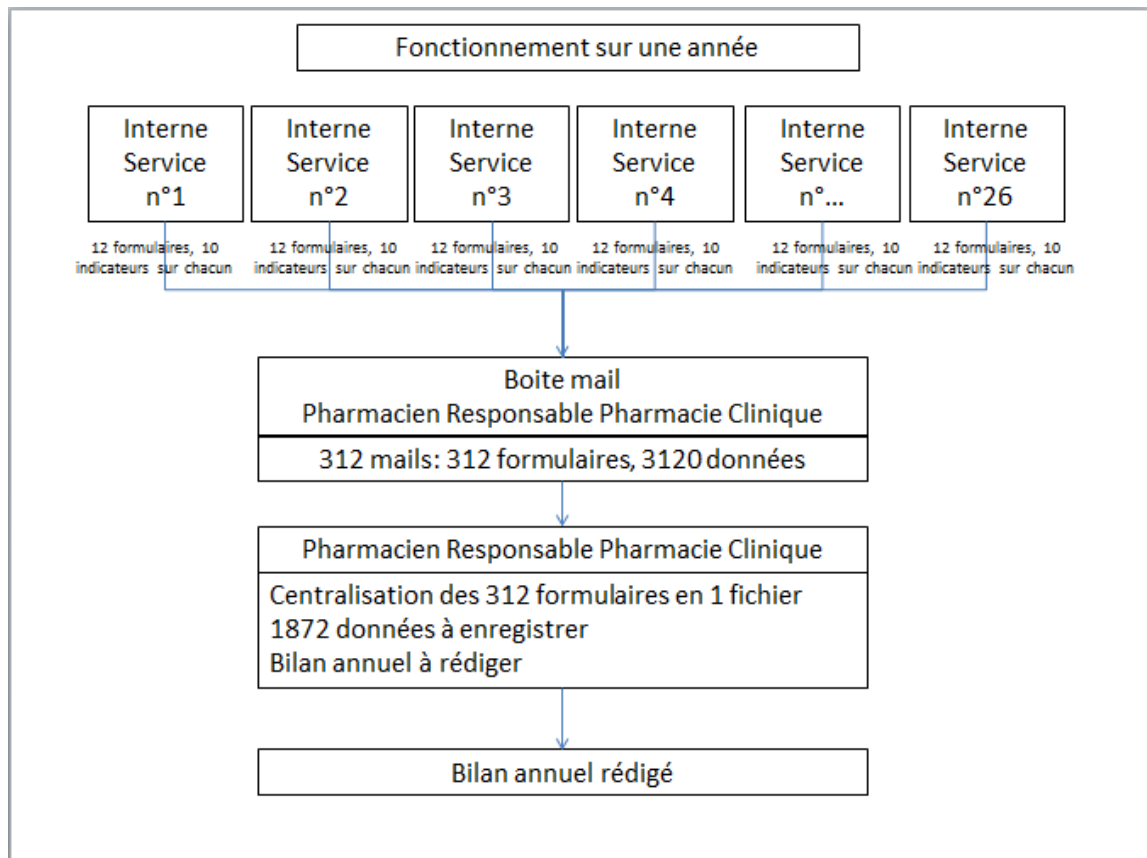 Fonctionnement sur une année
Interne
Service
n°1
Interne
Service
n°2
Interne
Service
n°3
Interne
Service
n°4
Interne
Service
n°...
Interne
Service
n°26
12 formulaires, 10
indicateurs sur chacun
12 formulaires, 10
indicateurs sur chacun
12 formulaires, 10
indicateurs sur chacun
12 formulaires, 10
indicateurs sur chacun
12 formulaires, 10
indicateurs sur chacun
12 formulaires, 10
indicateurs sur chacun
Boite mail
Pharmacien Responsable Pharmacie Clinique
312 mails: 312 formulaires, 3120 données
Pharmacien Responsable Pharmacie Clinique
Centralisation des 312 formulaires en 1 fichier
1872 données à enregistrer
Bilan annuel à rédiger
Bilan annuel rédigé